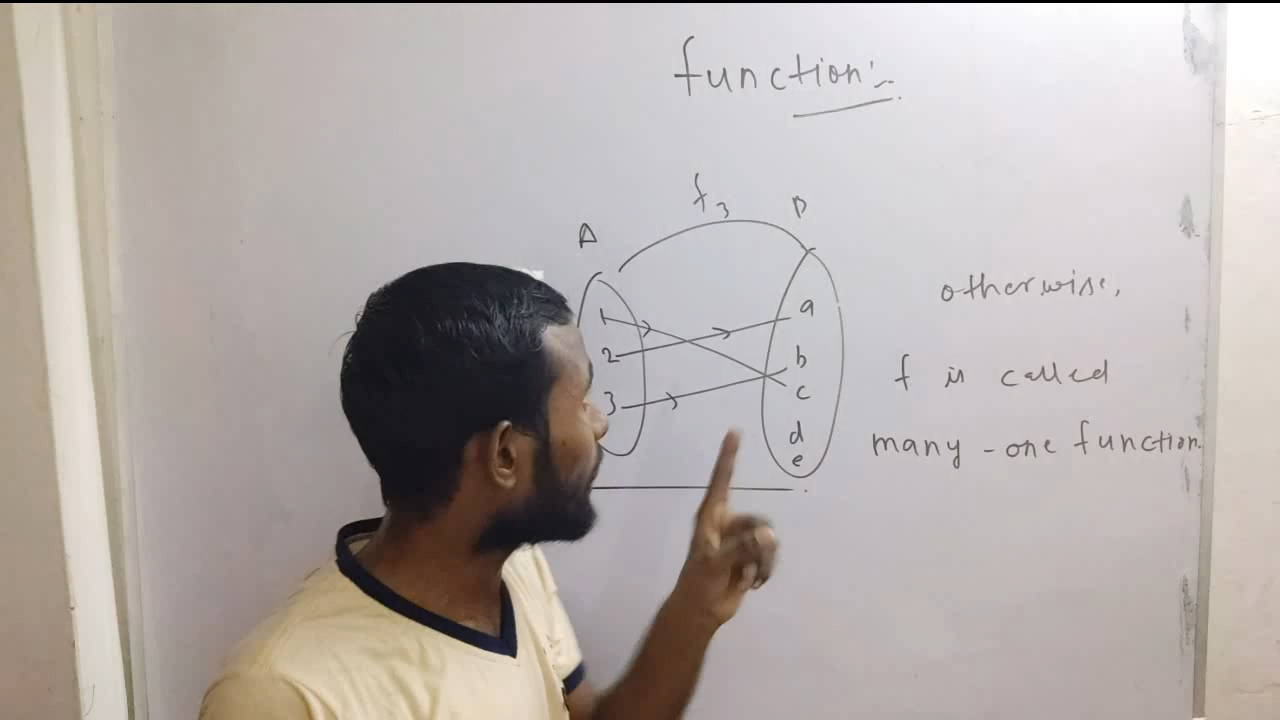 function:-
f3
A B
1 a
2 b
3 c
d
e
otherwise,
f is called
many-one function.